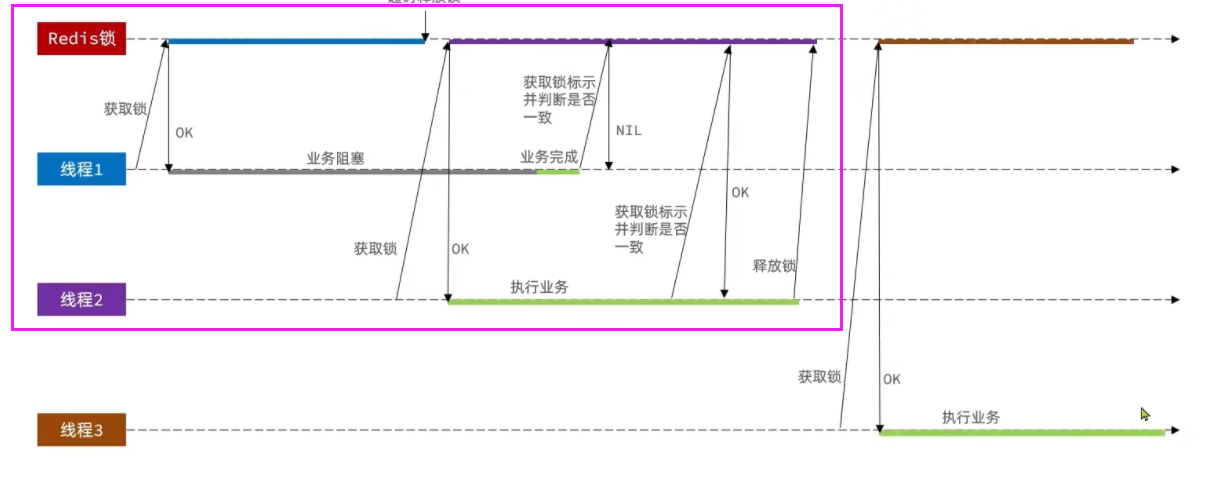 Redis锁
获取锁
OK
获取锁标示
并判断是否
一致
NIL
线程1
业务阻塞
业务完成
获取锁
OK
获取锁标示
并判断是否
一致
OK
释放锁
线程2
执行业务
获取锁
OK
线程3
执行业务